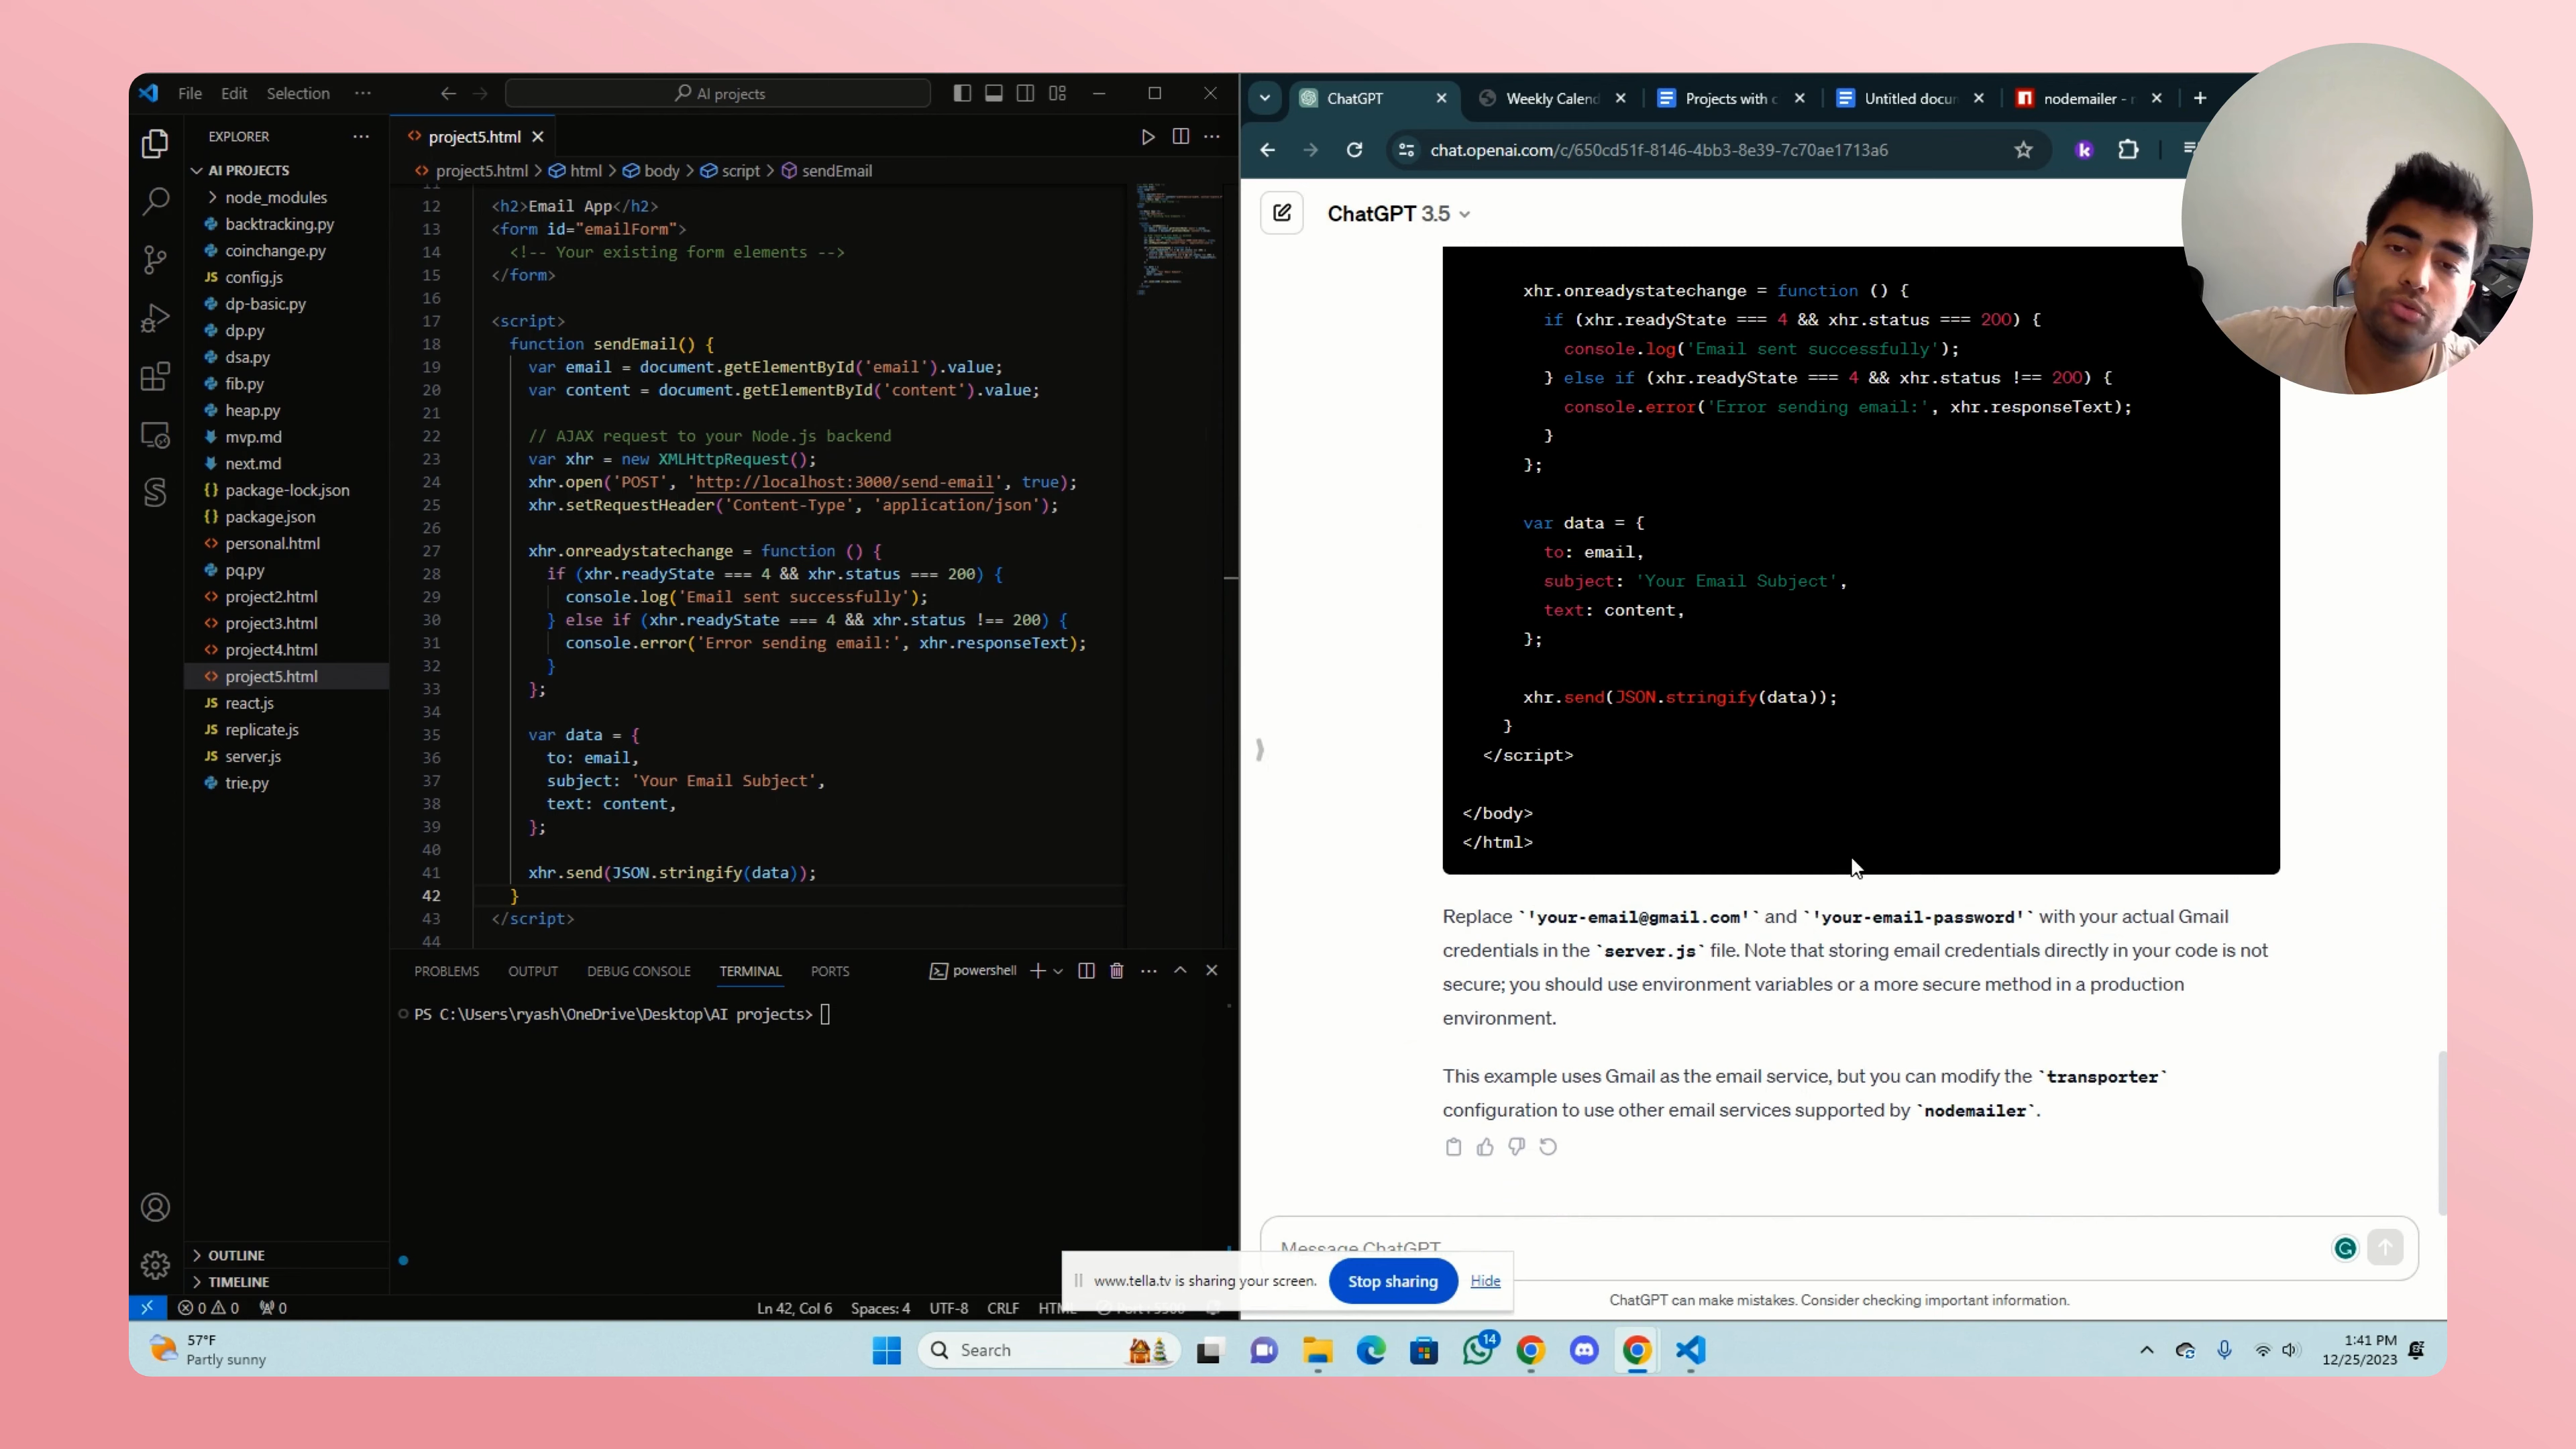 File Edit Selection ···
AI projects
EXPLORER ···
AI PROJECTS
node_modules
backtracking.py
coinchange.py
JS config.js
dp-basic.py
dp.py
dsa.py
fib.py
heap.py
mvp.md
next.md
{} package-lock.json
{} package.json
<> personal.html
pq.py
<> project2.html
<> project3.html
<> project4.html
<> project5.html
JS react.js
JS replicate.js
JS server.js
trie.py
OUTLINE
TIMELINE
<> project5.html
<> project5.html > html > body > script > sendEmail
11
12 <h2>Email App</h2>
13 <form id="emailForm">
14 <!-- Your existing form elements -->
15 </form>
16
17 <script>
18 function sendEmail() {
19 var email = document.getElementById('email').value;
20 var content = document.getElementById('content').value;
21
22 // AJAX request to your Node.js backend
23 var xhr = new XMLHttpRequest();
24 xhr.open('POST', 'http://localhost:3000/send-email', true);
25 xhr.setRequestHeader('Content-Type', 'application/json');
26
27 xhr.onreadystatechange = function () {
28 if (xhr.readyState === 4 && xhr.status === 200) {
29 console.log('Email sent successfully');
30 } else if (xhr.readyState === 4 && xhr.status !== 200) {
31 console.error('Error sending email:', xhr.responseText);
32 }
33 };
34
35 var data = {
36 to: email,
37 subject: 'Your Email Subject',
38 text: content,
39 };
40
41 xhr.send(JSON.stringify(data));
42 }
43 </script>
44
PROBLEMS OUTPUT DEBUG CONSOLE TERMINAL PORTS powershell
PS C:\Users\ryash\OneDrive\Desktop\AI projects>
0 0 0 Ln 42, Col 6 Spaces: 4 UTF-8 CRLF
ChatGPT Weekly Calend Projects with c Untitled docu nodemailer -
chat.openai.com/c/650cd51f-8146-4bb3-8e39-7c70ae1713a6
k
ChatGPT 3.5
xhr.onreadystatechange = function () {
if (xhr.readyState === 4 && xhr.status === 200) {
console.log('Email sent successfully');
} else if (xhr.readyState === 4 && xhr.status !== 200) {
console.error('Error sending email:', xhr.responseText);
}
};
var data = {
to: email,
subject: 'Your Email Subject',
text: content,
};
xhr.send(JSON.stringify(data));
}
</script>
</body>
</html>
Replace `'your-email@gmail.com'` and `'your-email-password'` with your actual Gmail
credentials in the `server.js` file. Note that storing email credentials directly in your code is not
secure; you should use environment variables or a more secure method in a production
environment.
This example uses Gmail as the email service, but you can modify the `transporter`
configuration to use other email services supported by `nodemailer`.
Message ChatGPT
www.tella.tv is sharing your screen. Stop sharing Hide
ChatGPT can make mistakes. Consider checking important information.
57°F
Partly sunny
Search
14
1:41 PM
12/25/2023